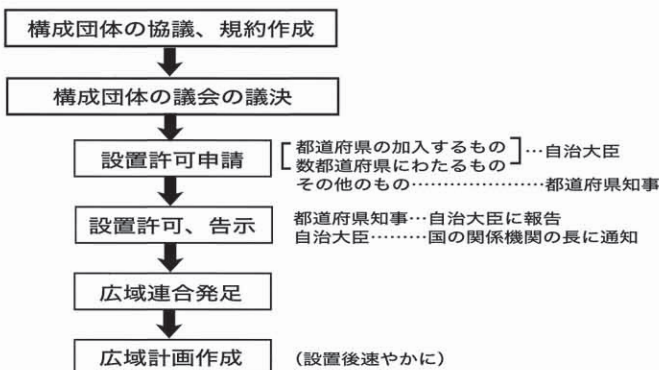 構成団体の協議、規約作成
構成団体の議会の議決
設置許可申請
都道府県の加入するもの
数都道府県にわたるもの
…自治大臣
その他のもの…………………都道府県知事
設置許可、告示
都道府県知事…自治大臣に報告
自治大臣………国の関係機関の長に通知
広域連合発足
広域計画作成
(設置後速やかに)